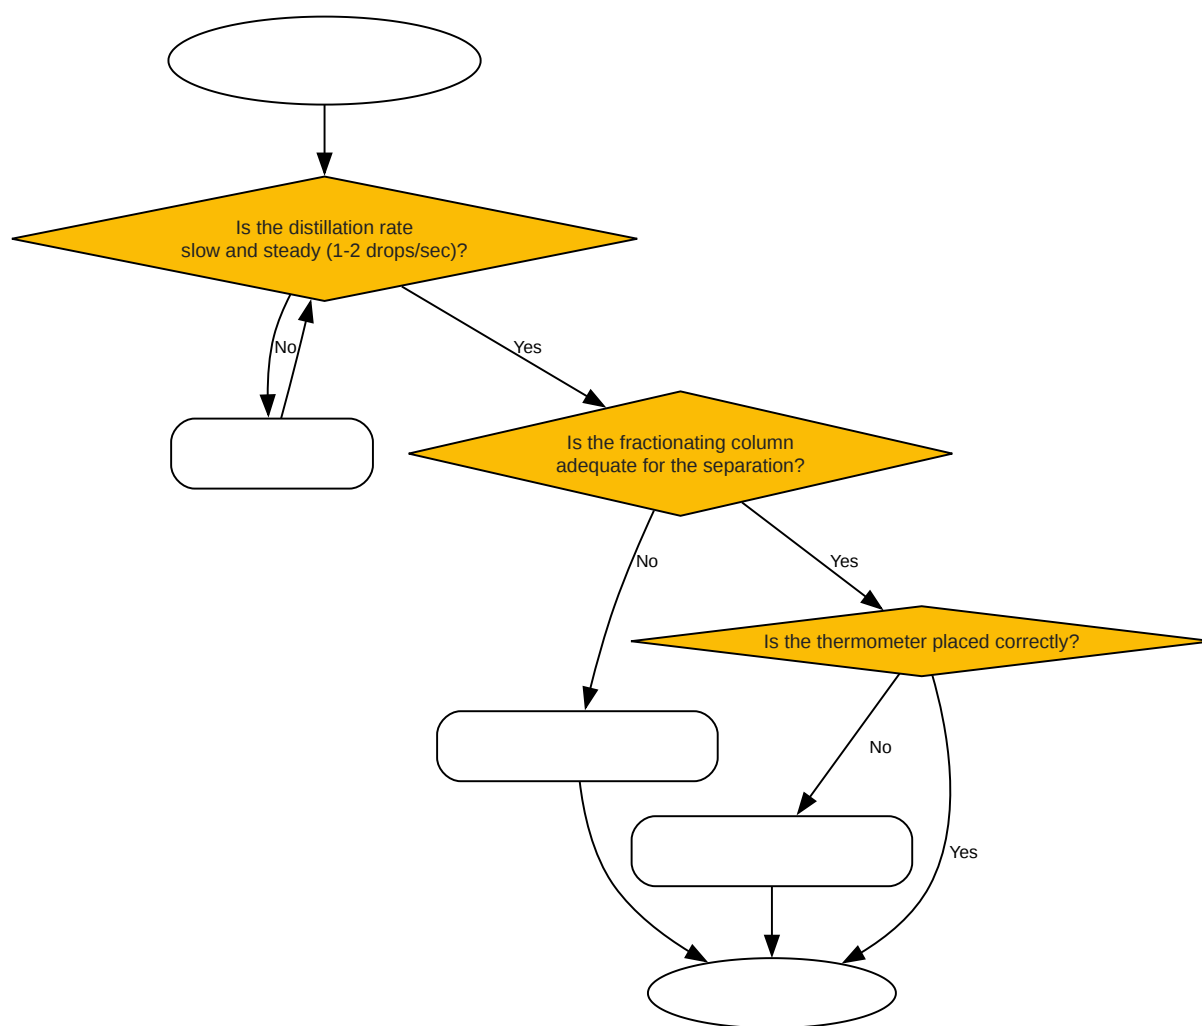 Is the distillation rate
slow and steady (1-2 drops/sec)?
No
Yes
Is the fractionating column
adequate for the separation?
No
Yes
Is the thermometer placed correctly?
No
Yes